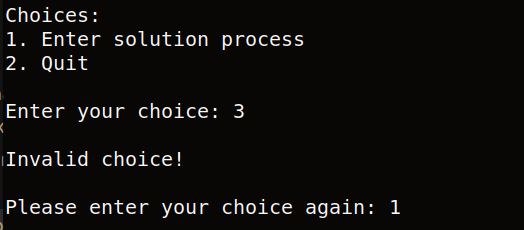 Choices:
1. Enter solution process
2. Quit
Enter your choice: 3
Invalid choice!
Please enter your choice again: 1